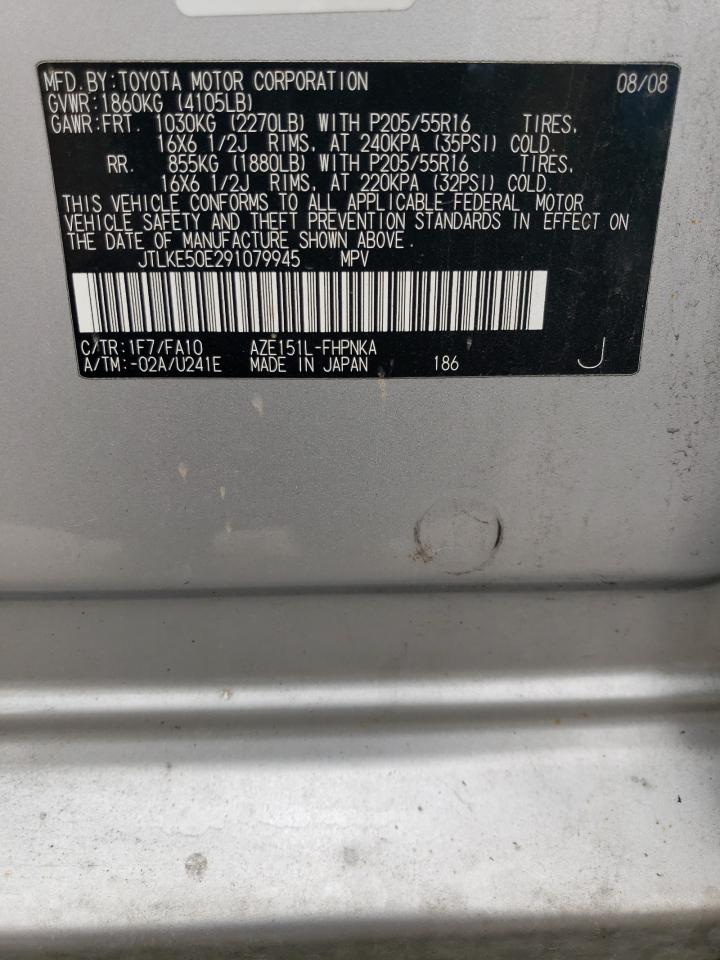 MFD.BY:TOYOTA MOTOR CORPORATION 08/08
GVWR:1860KG (4105LB)
GAWR:FRT. 1030KG (2270LB) WITH P205/55R16 TIRES,
16X6 1/2J RIMS, AT 240KPA (35PSI) COLD.
RR. 855KG (1880LB) WITH P205/55R16 TIRES,
16X6 1/2J RIMS, AT 220KPA (32PSI) COLD.
THIS VEHICLE CONFORMS TO ALL APPLICABLE FEDERAL MOTOR
VEHICLE SAFETY AND THEFT PREVENTION STANDARDS IN EFFECT ON
THE DATE OF MANUFACTURE SHOWN ABOVE.
JTLKE50E291079945 MPV
C/TR:1F7/FA10 AZE151L-FHPNKA
A/TM:-02A/U241E MADE IN JAPAN 186 J